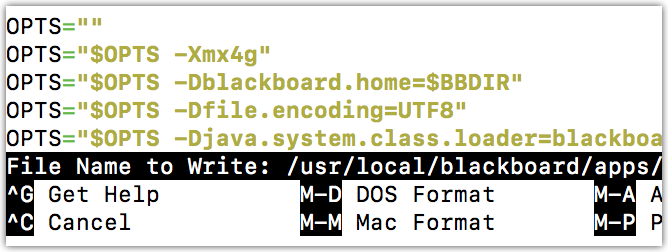 OPTS=""
OPTS="$OPTS -Xmx4g"
OPTS="$OPTS -Dblackboard.home=$BBDIR"
OPTS="$OPTS -Dfile.encoding=UTF8"
OPTS="$OPTS -Djava.system.class.loader=blackboa
File Name to Write: /usr/local/blackboard/apps/
^G Get Help M-D DOS Format M-A A
^C Cancel M-M Mac Format M-P P